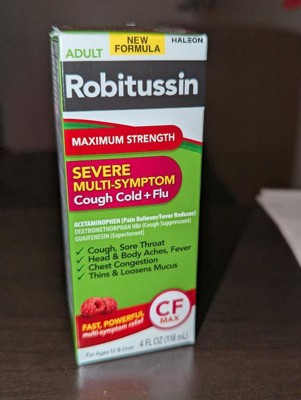 ADULT
NEW
FORMULA
HALEON
Robitussin
MAXIMUM STRENGTH
SEVERE
MULTI-SYMPTOM
Cough Cold + Flu
ACETAMINOPHEN (Pain Reliever/Fever Reducer)
DEXTROMETHORPHAN HBr (Cough Suppressant)
GUAIFENESIN (Expectorant)
Cough, Sore Throat
Head & Body Aches, Fever
Chest Congestion
Thins & Loosens Mucus
FAST, POWERFUL
multi-symptom relief
CF
MAX
For Ages 12 & Over
4 FL OZ (118 mL)